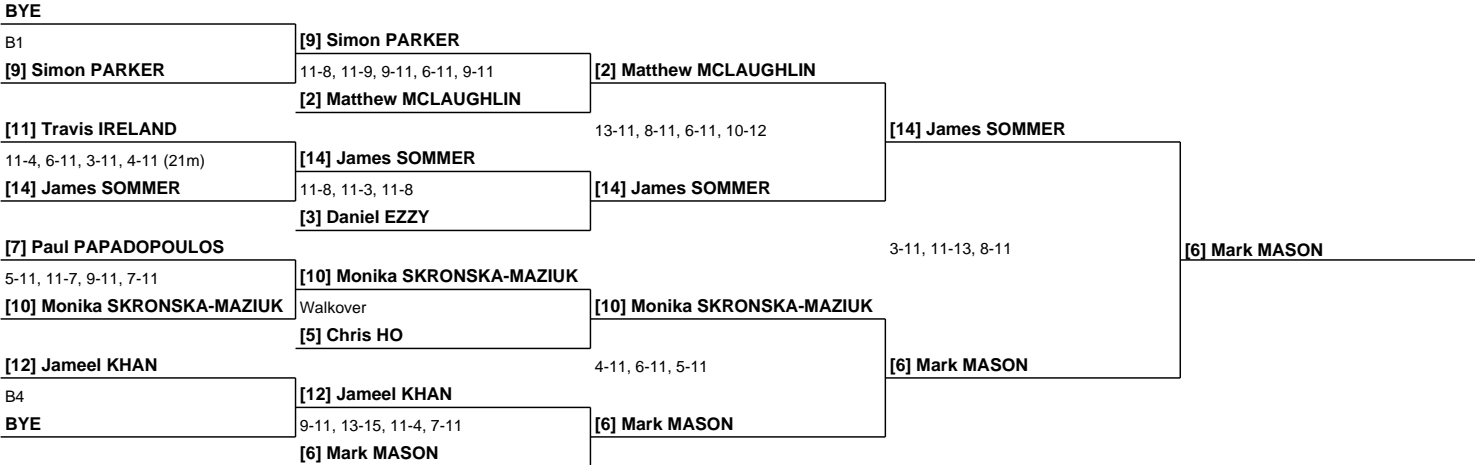 BYE
B1
[9] Simon PARKER
[9] Simon PARKER
11-8, 11-9, 9-11, 6-11, 9-11
[2] Matthew MCLAUGHLIN
[2] Matthew MCLAUGHLIN
[11] Travis IRELAND
13-11, 8-11, 6-11, 10-12
[14] James SOMMER
11-4, 6-11, 3-11, 4-11 (21m)
[14] James SOMMER
[14] James SOMMER
11-8, 11-3, 11-8
[14] James SOMMER
[3] Daniel EZZY
[7] Paul PAPADOPOULOS
3-11, 11-13, 8-11
[6] Mark MASON
5-11, 11-7, 9-11, 7-11
[10] Monika SKRONSKA-MAZIUK
[10] Monika SKRONSKA-MAZIUK
Walkover
[10] Monika SKRONSKA-MAZIUK
[5] Chris HO
[12] Jameel KHAN
4-11, 6-11, 5-11
[6] Mark MASON
B4
[12] Jameel KHAN
BYE
9-11, 13-15, 11-4, 7-11
[6] Mark MASON
[6] Mark MASON